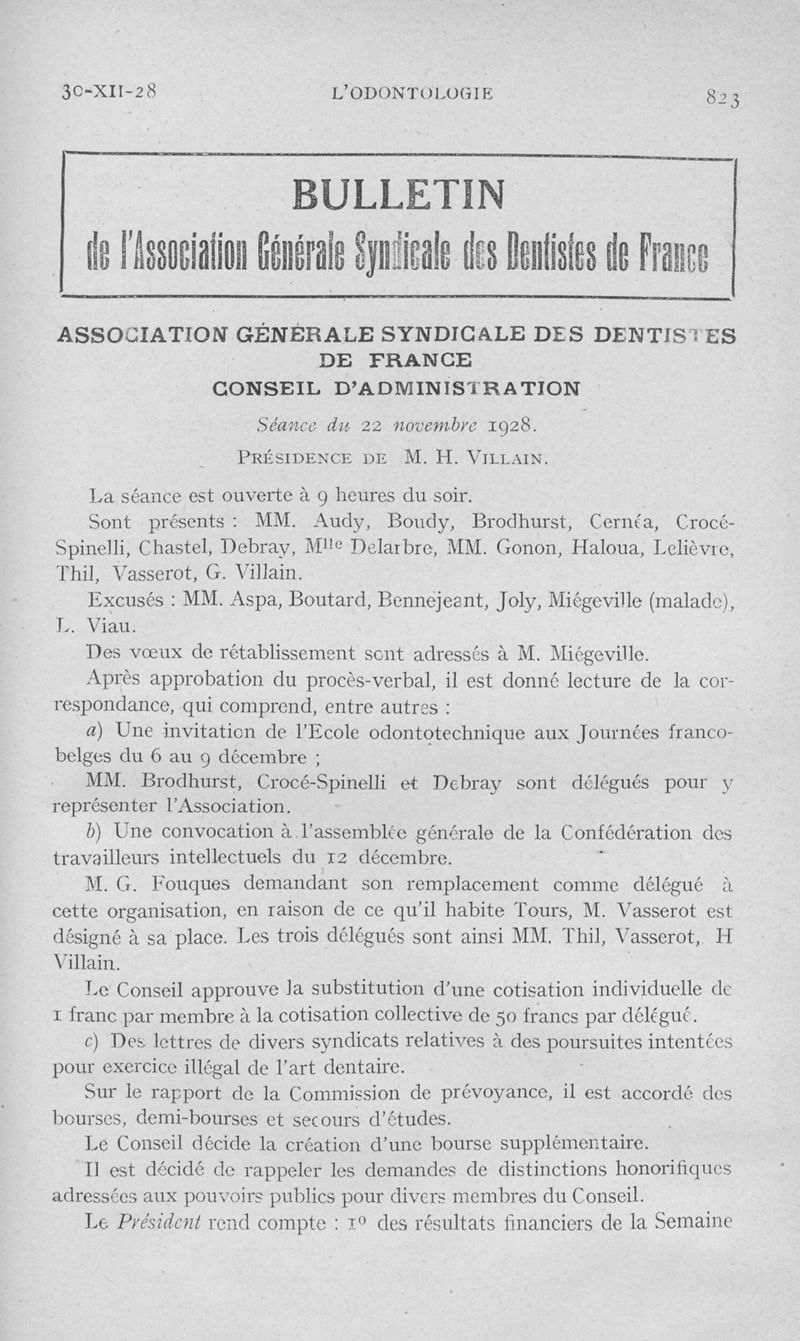 30-XII-28 L'ODONTOLOGIE 823
BULLETIN
de l'Association Générale Syndicale des Dentistes de France
ASSOCIATION GÉNÉRALE SYNDICALE DES DENTISTES
DE FRANCE
CONSEIL D'ADMINISTRATION
Séance du 22 novembre 1928.
PRÉSIDENCE DE M. H. VILLAIN.
La séance est ouverte à 9 heures du soir.
Sont présents : MM. Audy, Boudy, Brodhurst, Cernéa, Crocé-
Spinelli, Chastel, Debray, Mlle Delarbre, MM. Gonon, Haloua, Lelièvre,
Thil, Vasserot, G. Villain.
Excusés : MM. Aspa, Boutard, Bennejeant, Joly, Miégeville (malade),
L. Viau.
Des vœux de rétablissement sont adressés à M. Miégeville.
Après approbation du procès-verbal, il est donné lecture de la cor-
respondance, qui comprend, entre autres :
a) Une invitation de l'Ecole odontotechnique aux Journées franco-
belges du 6 au 9 décembre ;
MM. Brodhurst, Crocé-Spinelli et Debray sont délégués pour y
représenter l'Association.
b) Une convocation à l'assemblée générale de la Confédération des
travailleurs intellectuels du 12 décembre.
M. G. Fouques demandant son remplacement comme délégué à
cette organisation, en raison de ce qu'il habite Tours, M. Vasserot est
désigné à sa place. Les trois délégués sont ainsi MM. Thil, Vasserot, H
Villain.
Le Conseil approuve la substitution d'une cotisation individuelle de
1 franc par membre à la cotisation collective de 50 francs par délégué.
c) Des lettres de divers syndicats relatives à des poursuites intentées
pour exercice illégal de l'art dentaire.
Sur le rapport de la Commission de prévoyance, il est accordé des
bourses, demi-bourses et secours d'études.
Le Conseil décide la création d'une bourse supplémentaire.
Il est décidé de rappeler les demandes de distinctions honorifiques
adressées aux pouvoirs publics pour divers membres du Conseil.
Le Président rend compte : 1º des résultats financiers de la Semaine